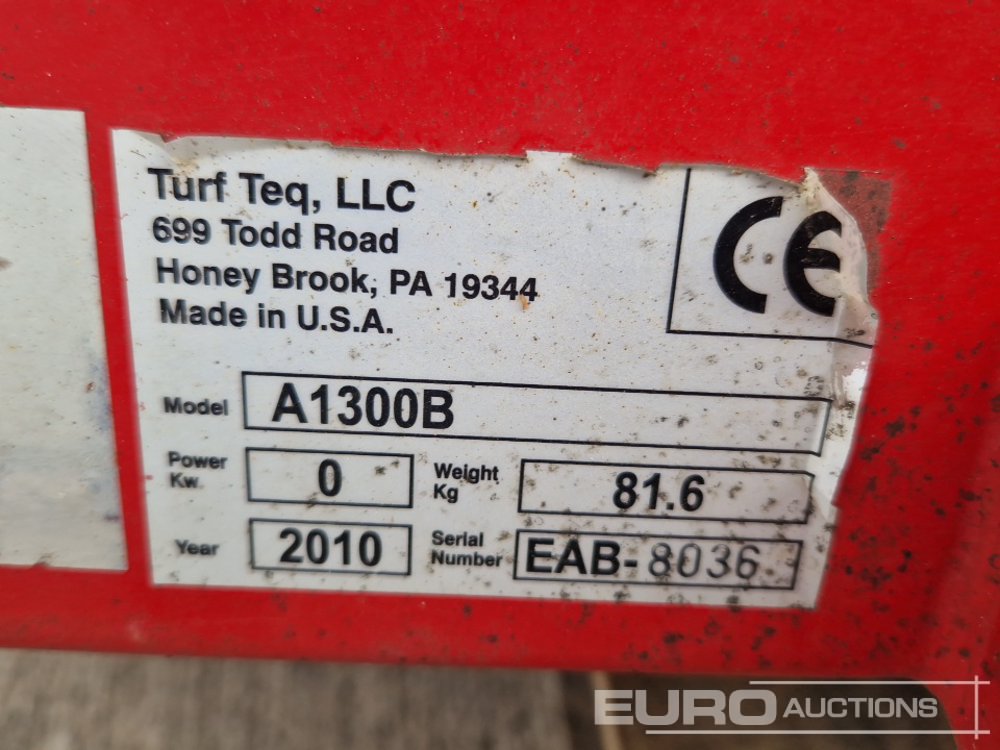 Turf Teq, LLC
699 Todd Road
Honey Brook, PA 19344
Made in U.S.A.
CE
Model A1300B
Power Kw 0 Weight Kg 81.6
Year 2010 Serial Number EAB-8036
EURO AUCTIONS